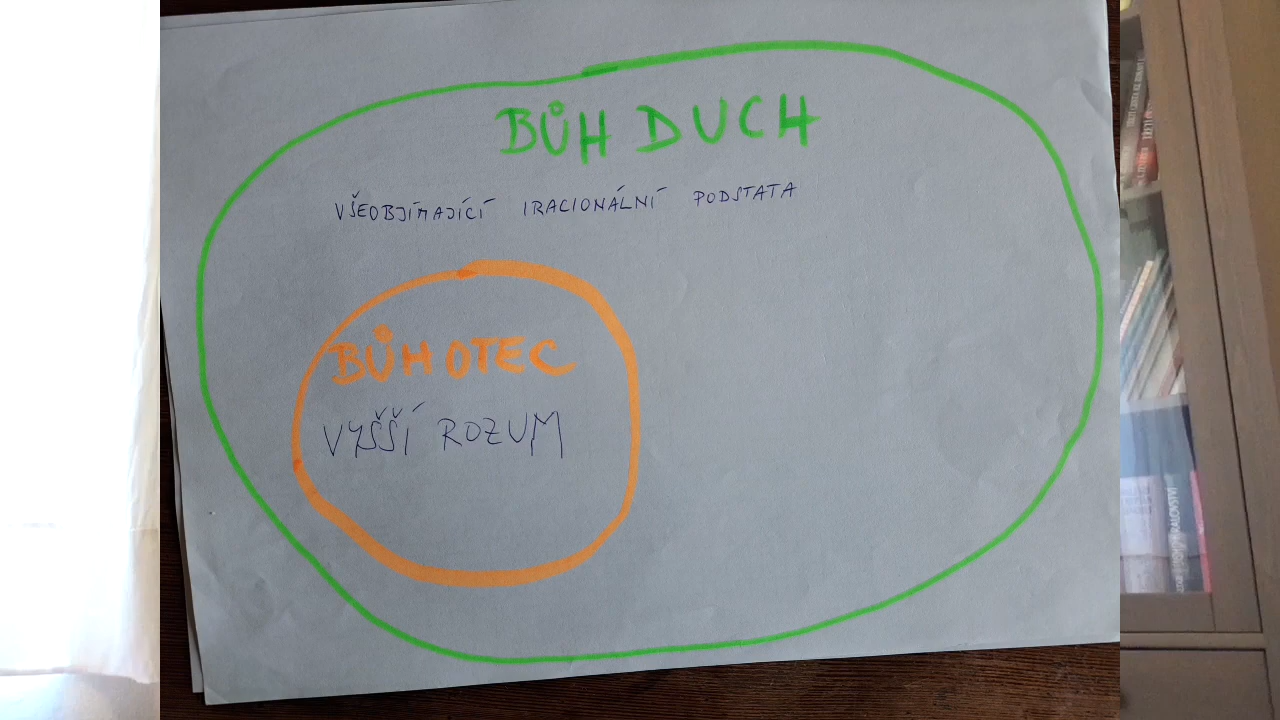 BŮH DUCH
VŠEOBJÍMAJÍCÍ IRACIONÁLNÍ PODSTATA
BŮH OTEC
VYŠŠÍ ROZUM